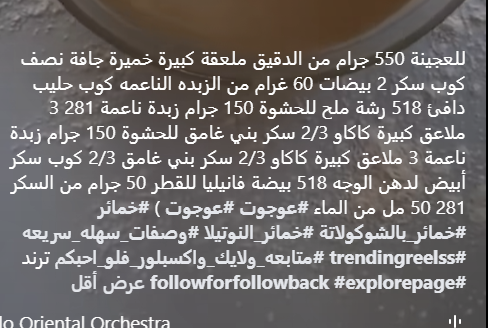 للعجينة 550 جرام من الدقيق ملعقة كبيرة خميرة جافة نصف
كوب سكر 2 بيضات 60 غرام من الزبده الناعمه كوب حليب
دافئ 518 رشة ملح للحشوة 150 جرام زبدة ناعمة 281 3
ملاعق كبيرة كاكاو 2/3 سكر بني غامق للحشوة 150 جرام زبدة
ناعمة 3 ملاعق كبيرة كاكاو 2/3 سكر بني غامق 2/3 كوب سكر
أبيض لدهن الوجه 518 بيضة فانيليا للقطر 50 جرام من السكر
281 50 مل من الماء #عوجوت #عوجوت ) #خمائر
#خمائر_بالشوكولاتة #خمائر_النوتيلا #وصفات_سهله_سريعه
#trendingreelss #متابعه_ولايك_واكسبلور_فلو_احبكم ترند
#followforfollowback #explorepage عرض أقل
Oriental Orchestra